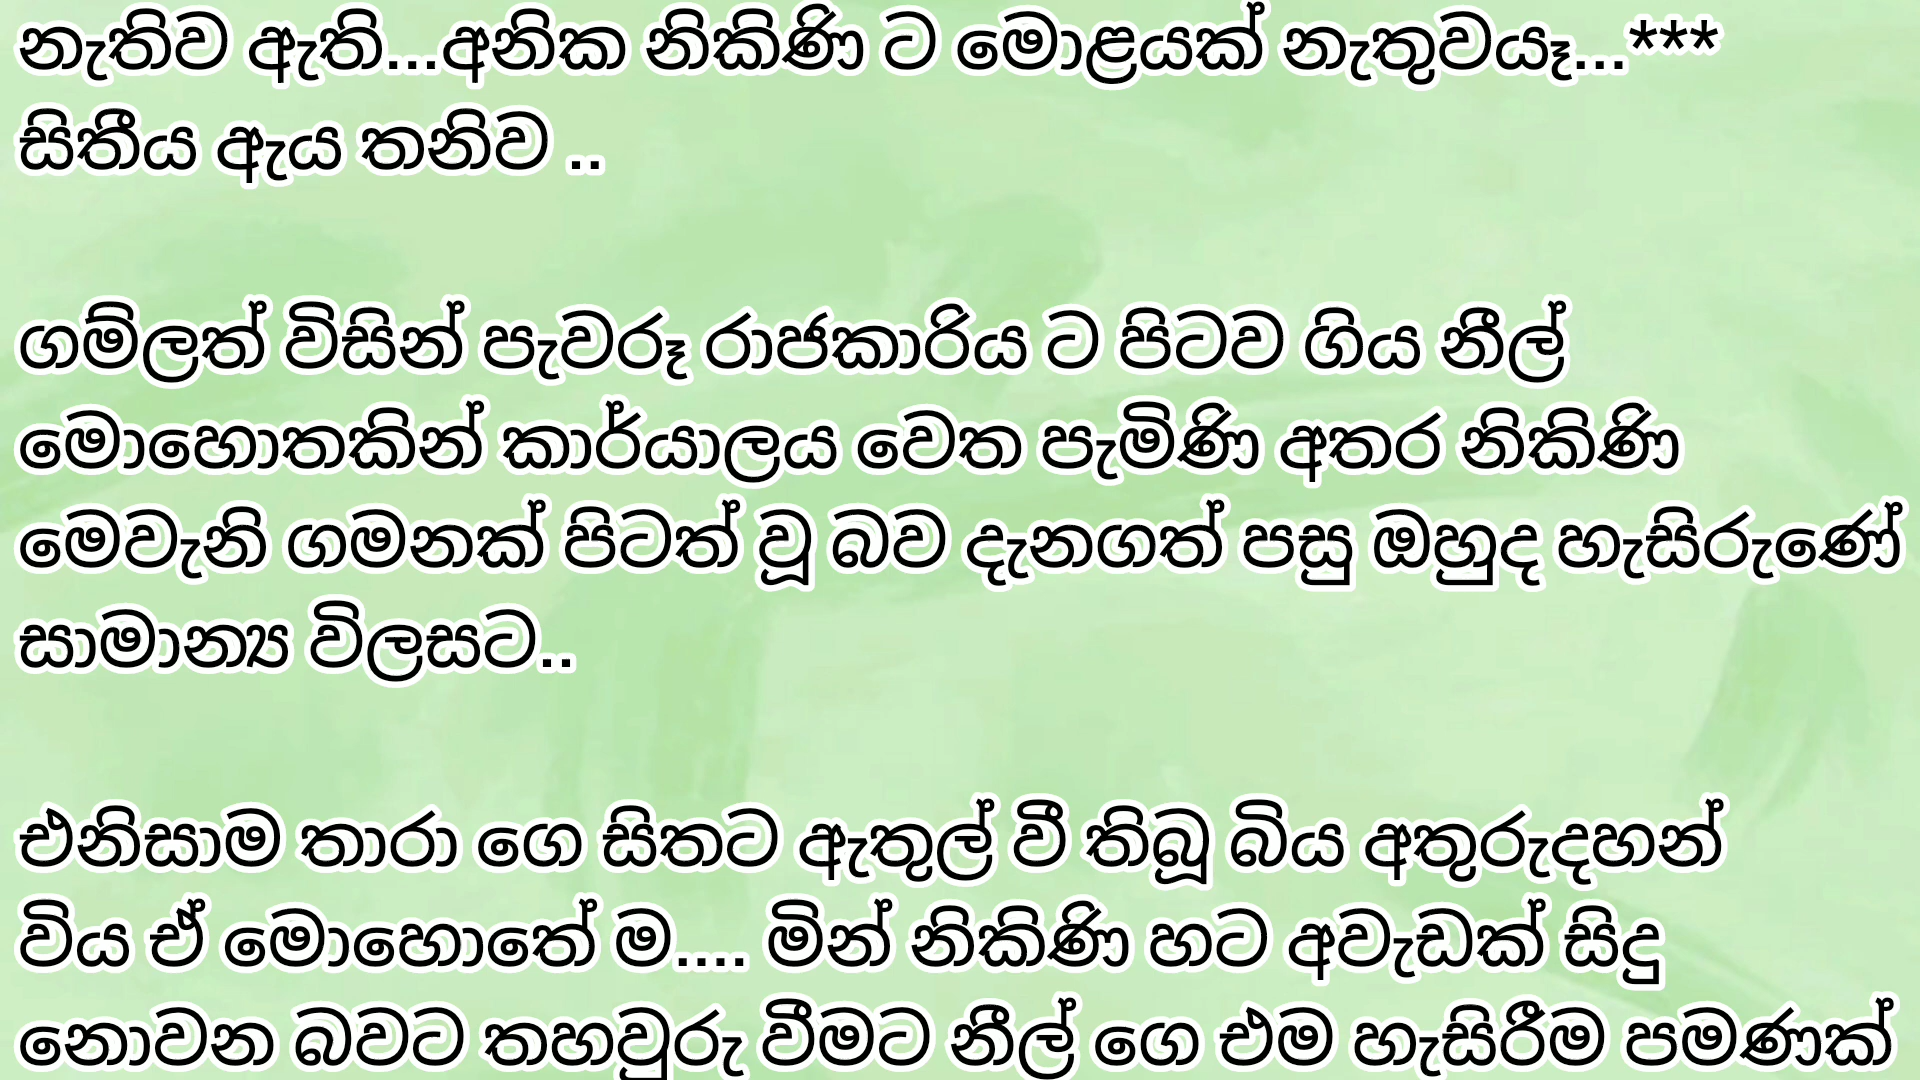 නැතිව ඇති...අනික නිකිණි ට මොළයක් නැතුවයෑ...***
සිතීය ඇය තනිව ..
ගම්ලත් විසින් පැවරූ රාජකාරිය ට පිටව ගිය නීල්
මොහොතකින් කාර්යාලය වෙත පැමිණි අතර නිකිණි
මෙවැනි ගමනක් පිටත් වූ බව දැනගත් පසු ඔහුද හැසිරුණේ
සාමාන්‍ය විලසට..
එනිසාම තාරා ගෙ සිතට ඇතුල් වී තිබූ බිය අතුරුදහන්
විය ඒ මොහොතේ ම.... මින් නිකිණි හට අවැඩක් සිදු
නොවන බවට තහවුරු වීමට නීල් ගෙ එම හැසිරීම පමණක්